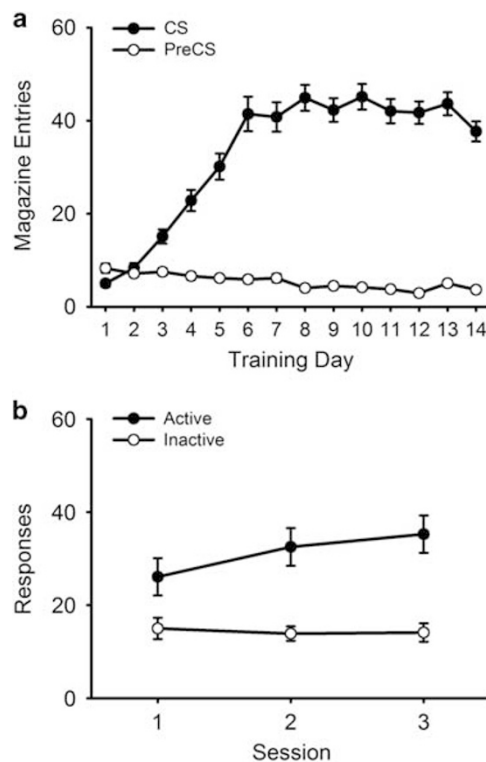 a
60
40
20
0
Magazine Entries
CS
PreCS
1 2 3 4 5 6 7 8 9 10 11 12 13 14
Training Day
b
60
40
20
0
Responses
Active
Inactive
1 2 3
Session